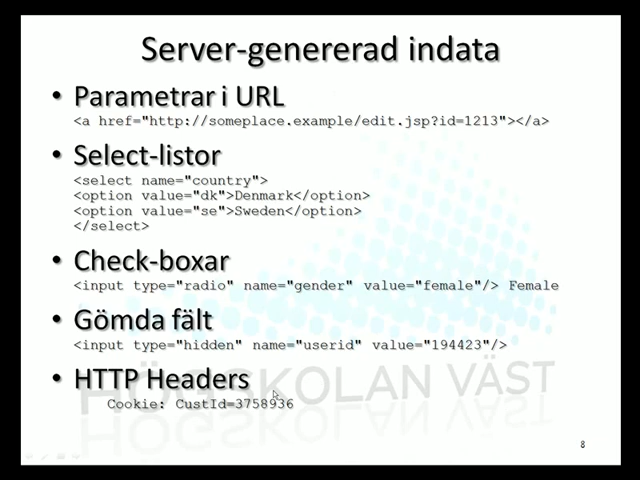 Server-genererad indata
• Parametrar i URL
<a href="http://someplace.example/edit.jsp?id=1213"></a>
• Select-listor
<select name="country">
<option value="dk">Denmark</option>
<option value="se">Sweden</option>
</select>
• Check-boxar
<input type="radio" name="gender" value="female"/> Female
• Gömda fält
<input type="hidden" name="userid" value="194423"/>
• HTTP Headers
HÖGSKOLAN VÄST
Cookie: CustId=3758936
8